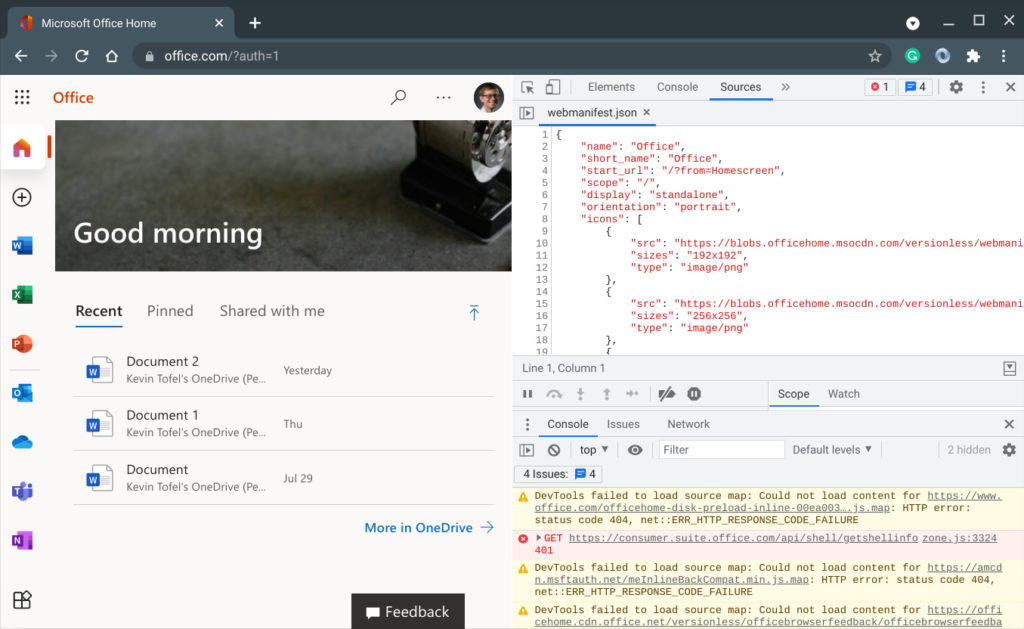 Microsoft Office Home
office.com/?auth=1
Office
Good morning
Recent Pinned Shared with me
Document 2
Kevin Tofel's OneDrive (Pe...
Yesterday
Document 1
Kevin Tofel's OneDrive (Pe...
Thu
Document
Kevin Tofel's OneDrive (Pe...
Jul 29
More in OneDrive
Feedback
Elements Console Sources 1 4
webmanifest.json
1 {
2 "name": "Office",
3 "short_name": "Office",
4 "start_url": "/?from=Homescreen",
5 "scope": "/",
6 "display": "standalone",
7 "orientation": "portrait",
8 "icons": [
9 {
10 "src": "https://blobs.officehome.msocdn.com/versionless/webmani
11 "sizes": "192x192",
12 "type": "image/png"
13 },
14 {
15 "src": "https://blobs.officehome.msocdn.com/versionless/webmani
16 "sizes": "256x256",
17 "type": "image/png"
18 },
19 {
Line 1, Column 1
Scope Watch
Console Issues Network
top Filter Default levels 2 hidden
4 Issues: 4
DevTools failed to load source map: Could not load content for https://www.
office.com/officehome-disk-preload-inline-00ea003….js.map: HTTP error:
status code 404, net::ERR_HTTP_RESPONSE_CODE_FAILURE
GET https://consumer.suite.office.com/api/shell/getshellinfo zone.js:3324
401
DevTools failed to load source map: Could not load content for https://amcd
n.msftauth.net/meInlineBackCompat.min.js.map: HTTP error: status code 404,
net::ERR_HTTP_RESPONSE_CODE_FAILURE
DevTools failed to load source map: Could not load content for https://offi
cehome.cdn.office.net/versionless/officebrowserfeedback/officebrowserfeedba